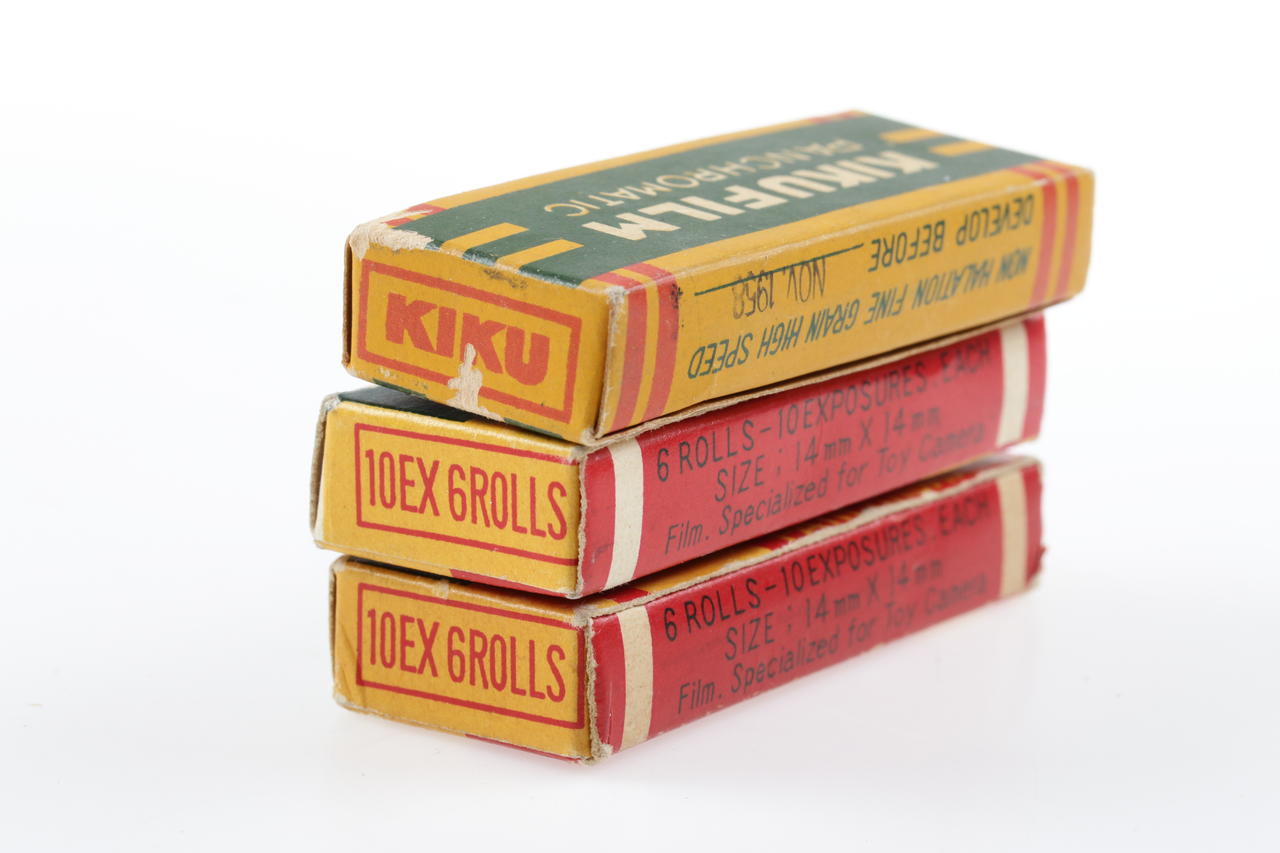 KIKUFILM
PANCHROMATIC
DEVELOP BEFORE
NOV. 1958
NON HALATION FINE GRAIN HIGH SPEED
KIKU
10EX 6ROLLS
6 ROLLS-10EXPOSURES. EACH
SIZE : 14mm X 14mm
Film. Specialized for Toy Camera
10EX 6ROLLS
6 ROLLS-10EXPOSURES. EACH
SIZE : 14mm X 14mm
Film. Specialized for Toy Camera